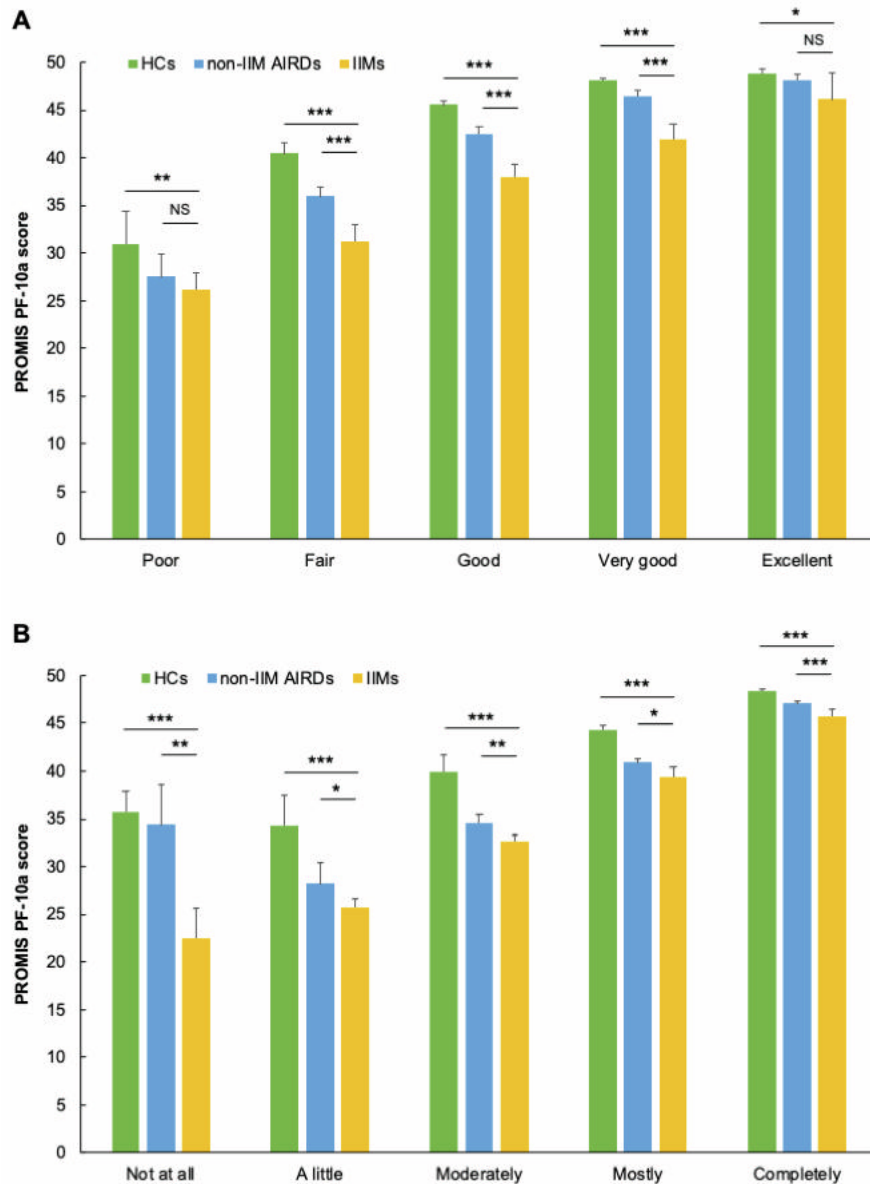 A
***
*
50
***
***
NS
HCs
non-IIM AIRDs
IIMs
***
45
***
***
40
**
35
NS
30
25
20
15
10
5
0
PROMIS PF-10a score
Poor
Fair
Good
Very good
Excellent
B
***
50
HCs
non-IIM AIRDs
IIMs
***
***
45
***
***
*
40
**
***
**
35
*
30
25
20
15
10
5
0
PROMIS PF-10a score
Not at all
A little
Moderately
Mostly
Completely